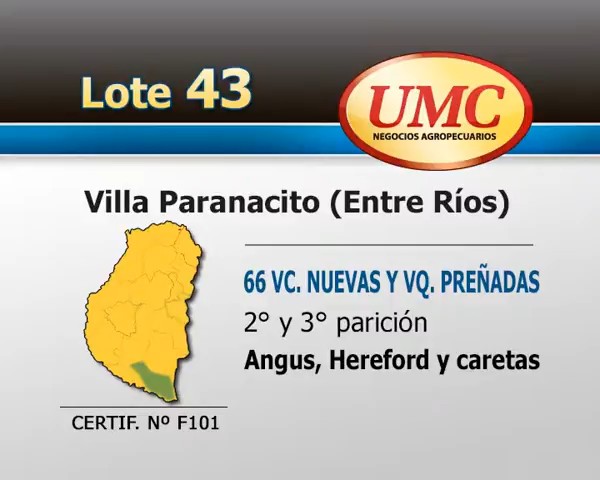 Lote 43
UMC
NEGOCIOS AGROPECUARIOS
Villa Paranacito (Entre Ríos)
66 VC. NUEVAS Y VQ. PREÑADAS
2° y 3° parición
Angus, Hereford y caretas
CERTIF. Nº F101